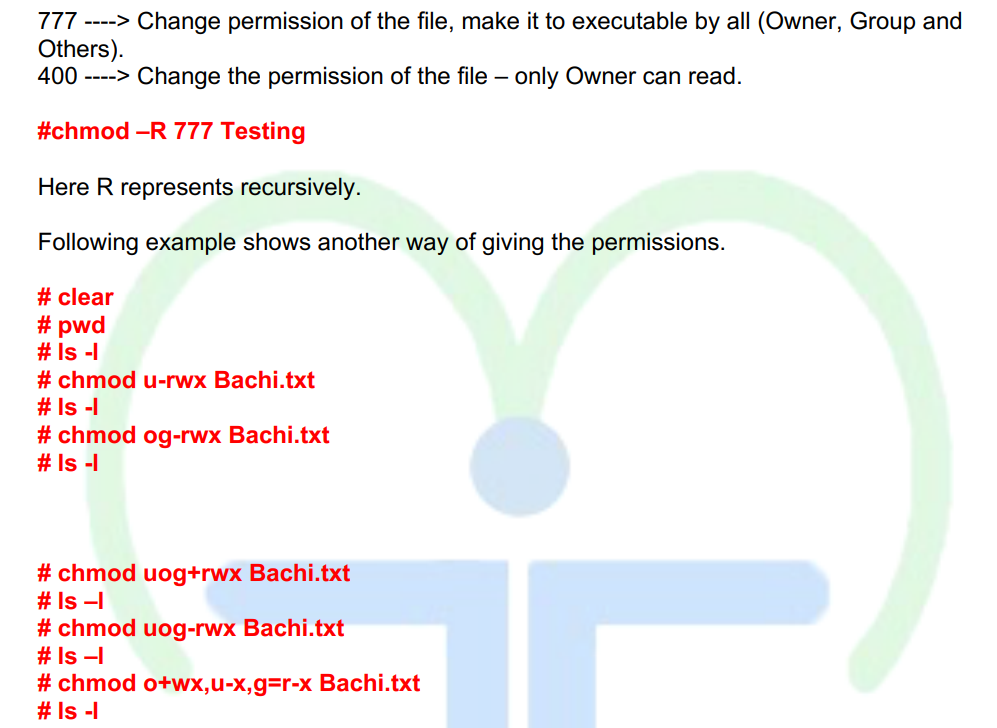 777 ----> Change permission of the file, make it to executable by all (Owner, Group and
Others).
400 ----> Change the permission of the file – only Owner can read.
#chmod –R 777 Testing
Here R represents recursively.
Following example shows another way of giving the permissions.
# clear
# pwd
# ls -l
# chmod u-rwx Bachi.txt
# ls -l
# chmod og-rwx Bachi.txt
# ls -l
# chmod uog+rwx Bachi.txt
# ls –l
# chmod uog-rwx Bachi.txt
# ls –l
# chmod o+wx,u-x,g=r-x Bachi.txt
# ls -l